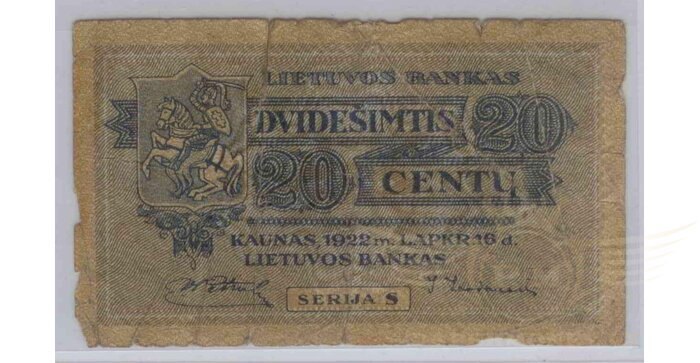 LIETUVOS BANKAS
DVIDEŠIMTIS 20
20 CENTŲ
KAUNAS, 1922 m. LAPKR. 16 d.
LIETUVOS BANKAS
SERIJA S